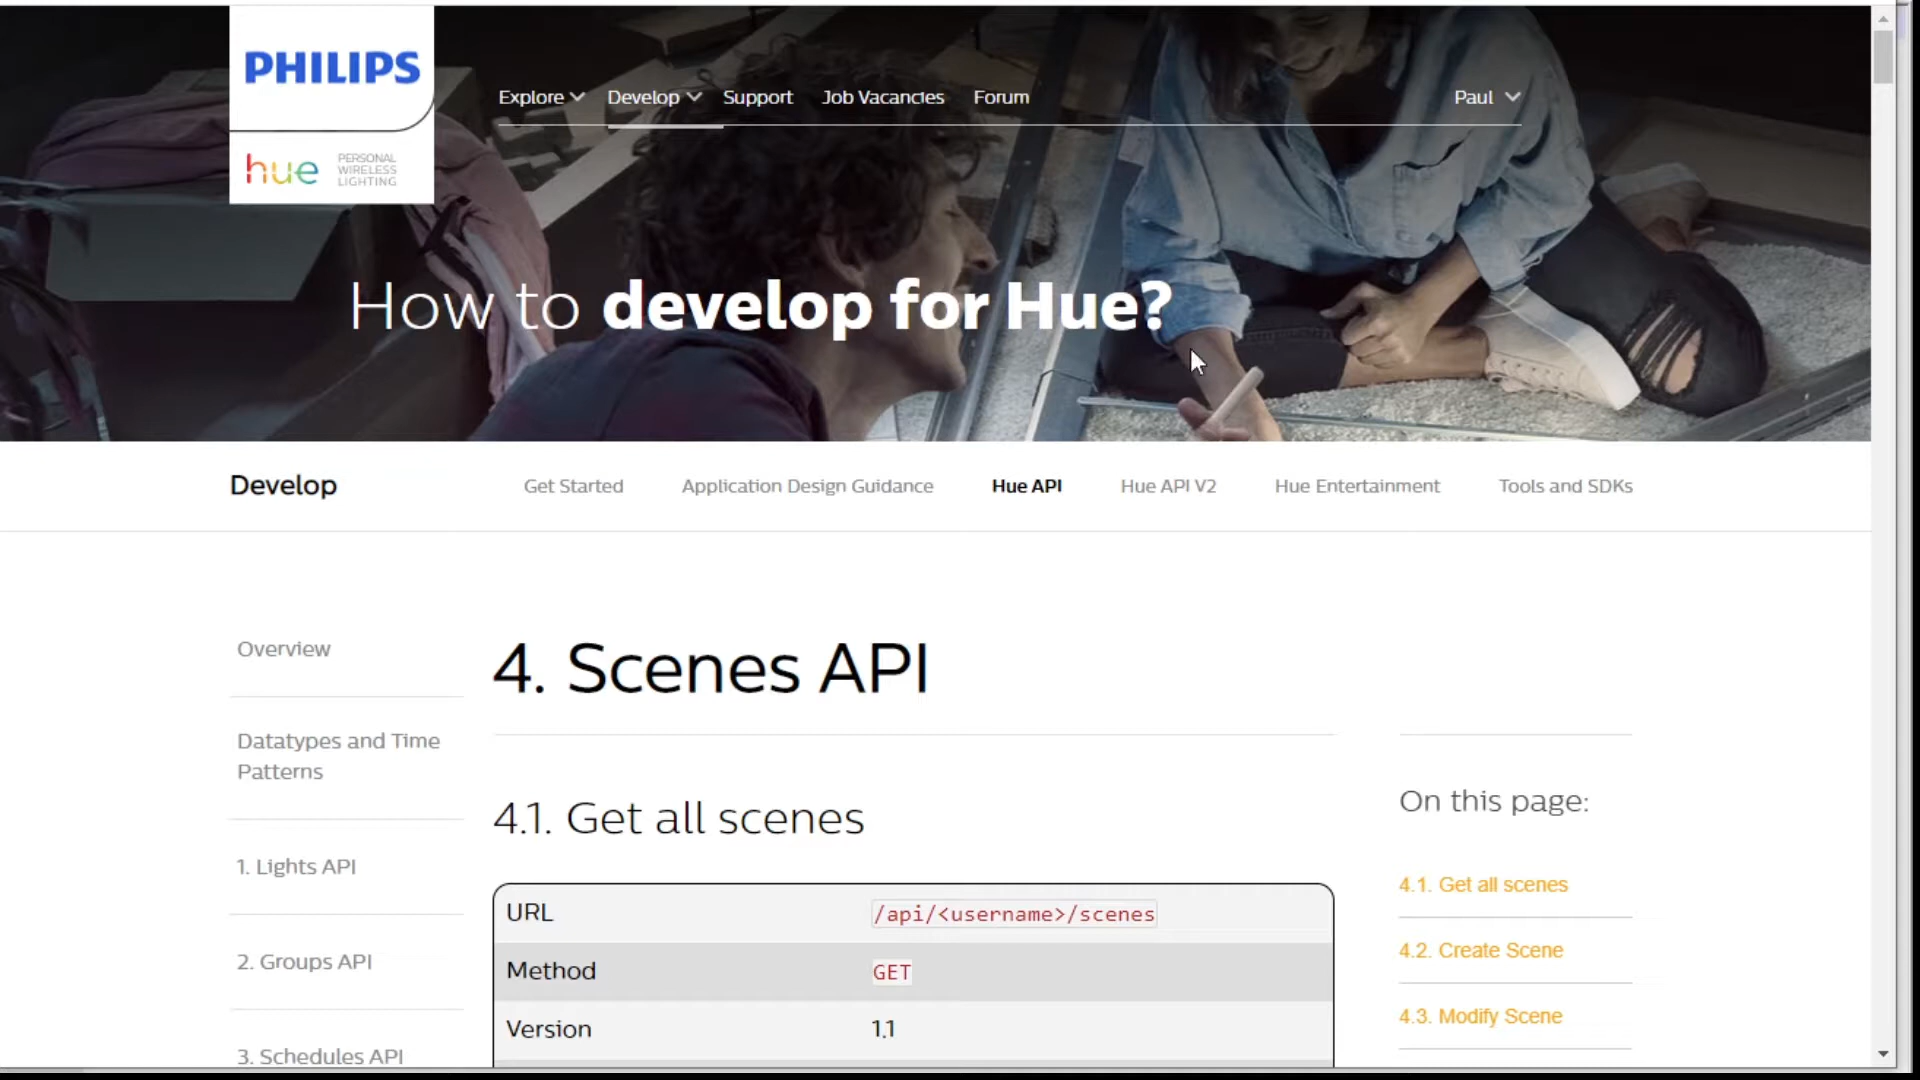 PHILIPS
hue
PERSONAL
WIRELESS
LIGHTING
Explore
Develop
Support
Job Vacancies
Forum
Paul
How to develop for Hue?
Develop
Get Started
Application Design Guidance
Hue API
Hue API V2
Hue Entertainment
Tools and SDKs
Overview
Datatypes and Time
Patterns
1. Lights API
2. Groups API
3. Schedules API
4. Scenes API
4.1. Get all scenes
URL /api/<username>/scenes
Method GET
Version 1.1
On this page:
4.1. Get all scenes
4.2. Create Scene
4.3. Modify Scene